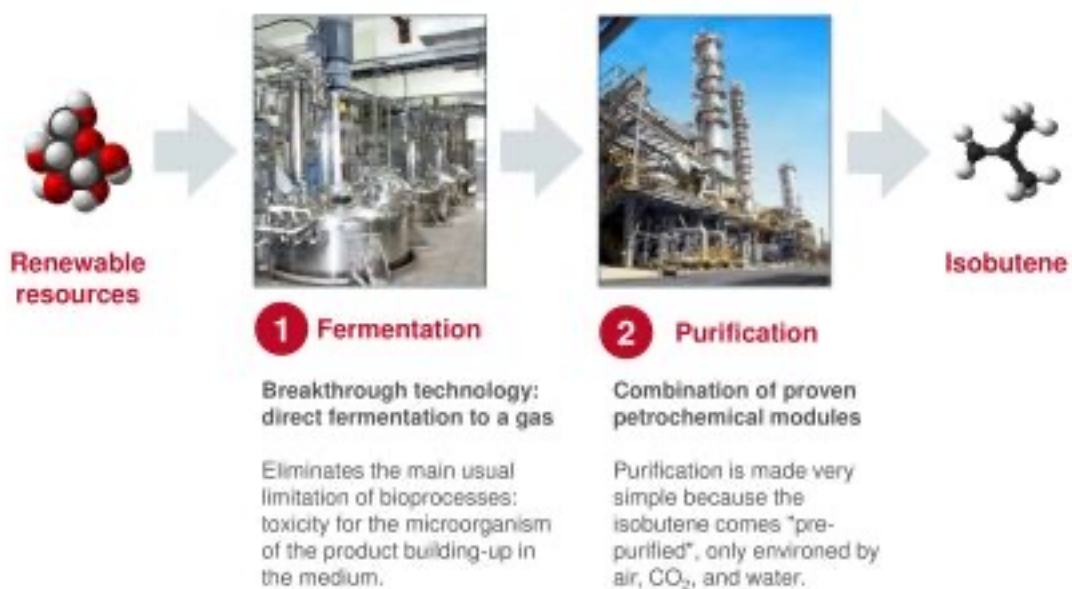 Renewable
resources
Isobutene
1 Fermentation
Breakthrough technology:
direct fermentation to a gas
Eliminates the main usual
limitation of bioprocesses:
toxicity for the microorganism
of the product building-up in
the medium.
2 Purification
Combination of proven
petrochemical modules
Purification is made very
simple because the
isobutene comes "pre-
purified", only environed by
air, CO₂, and water.